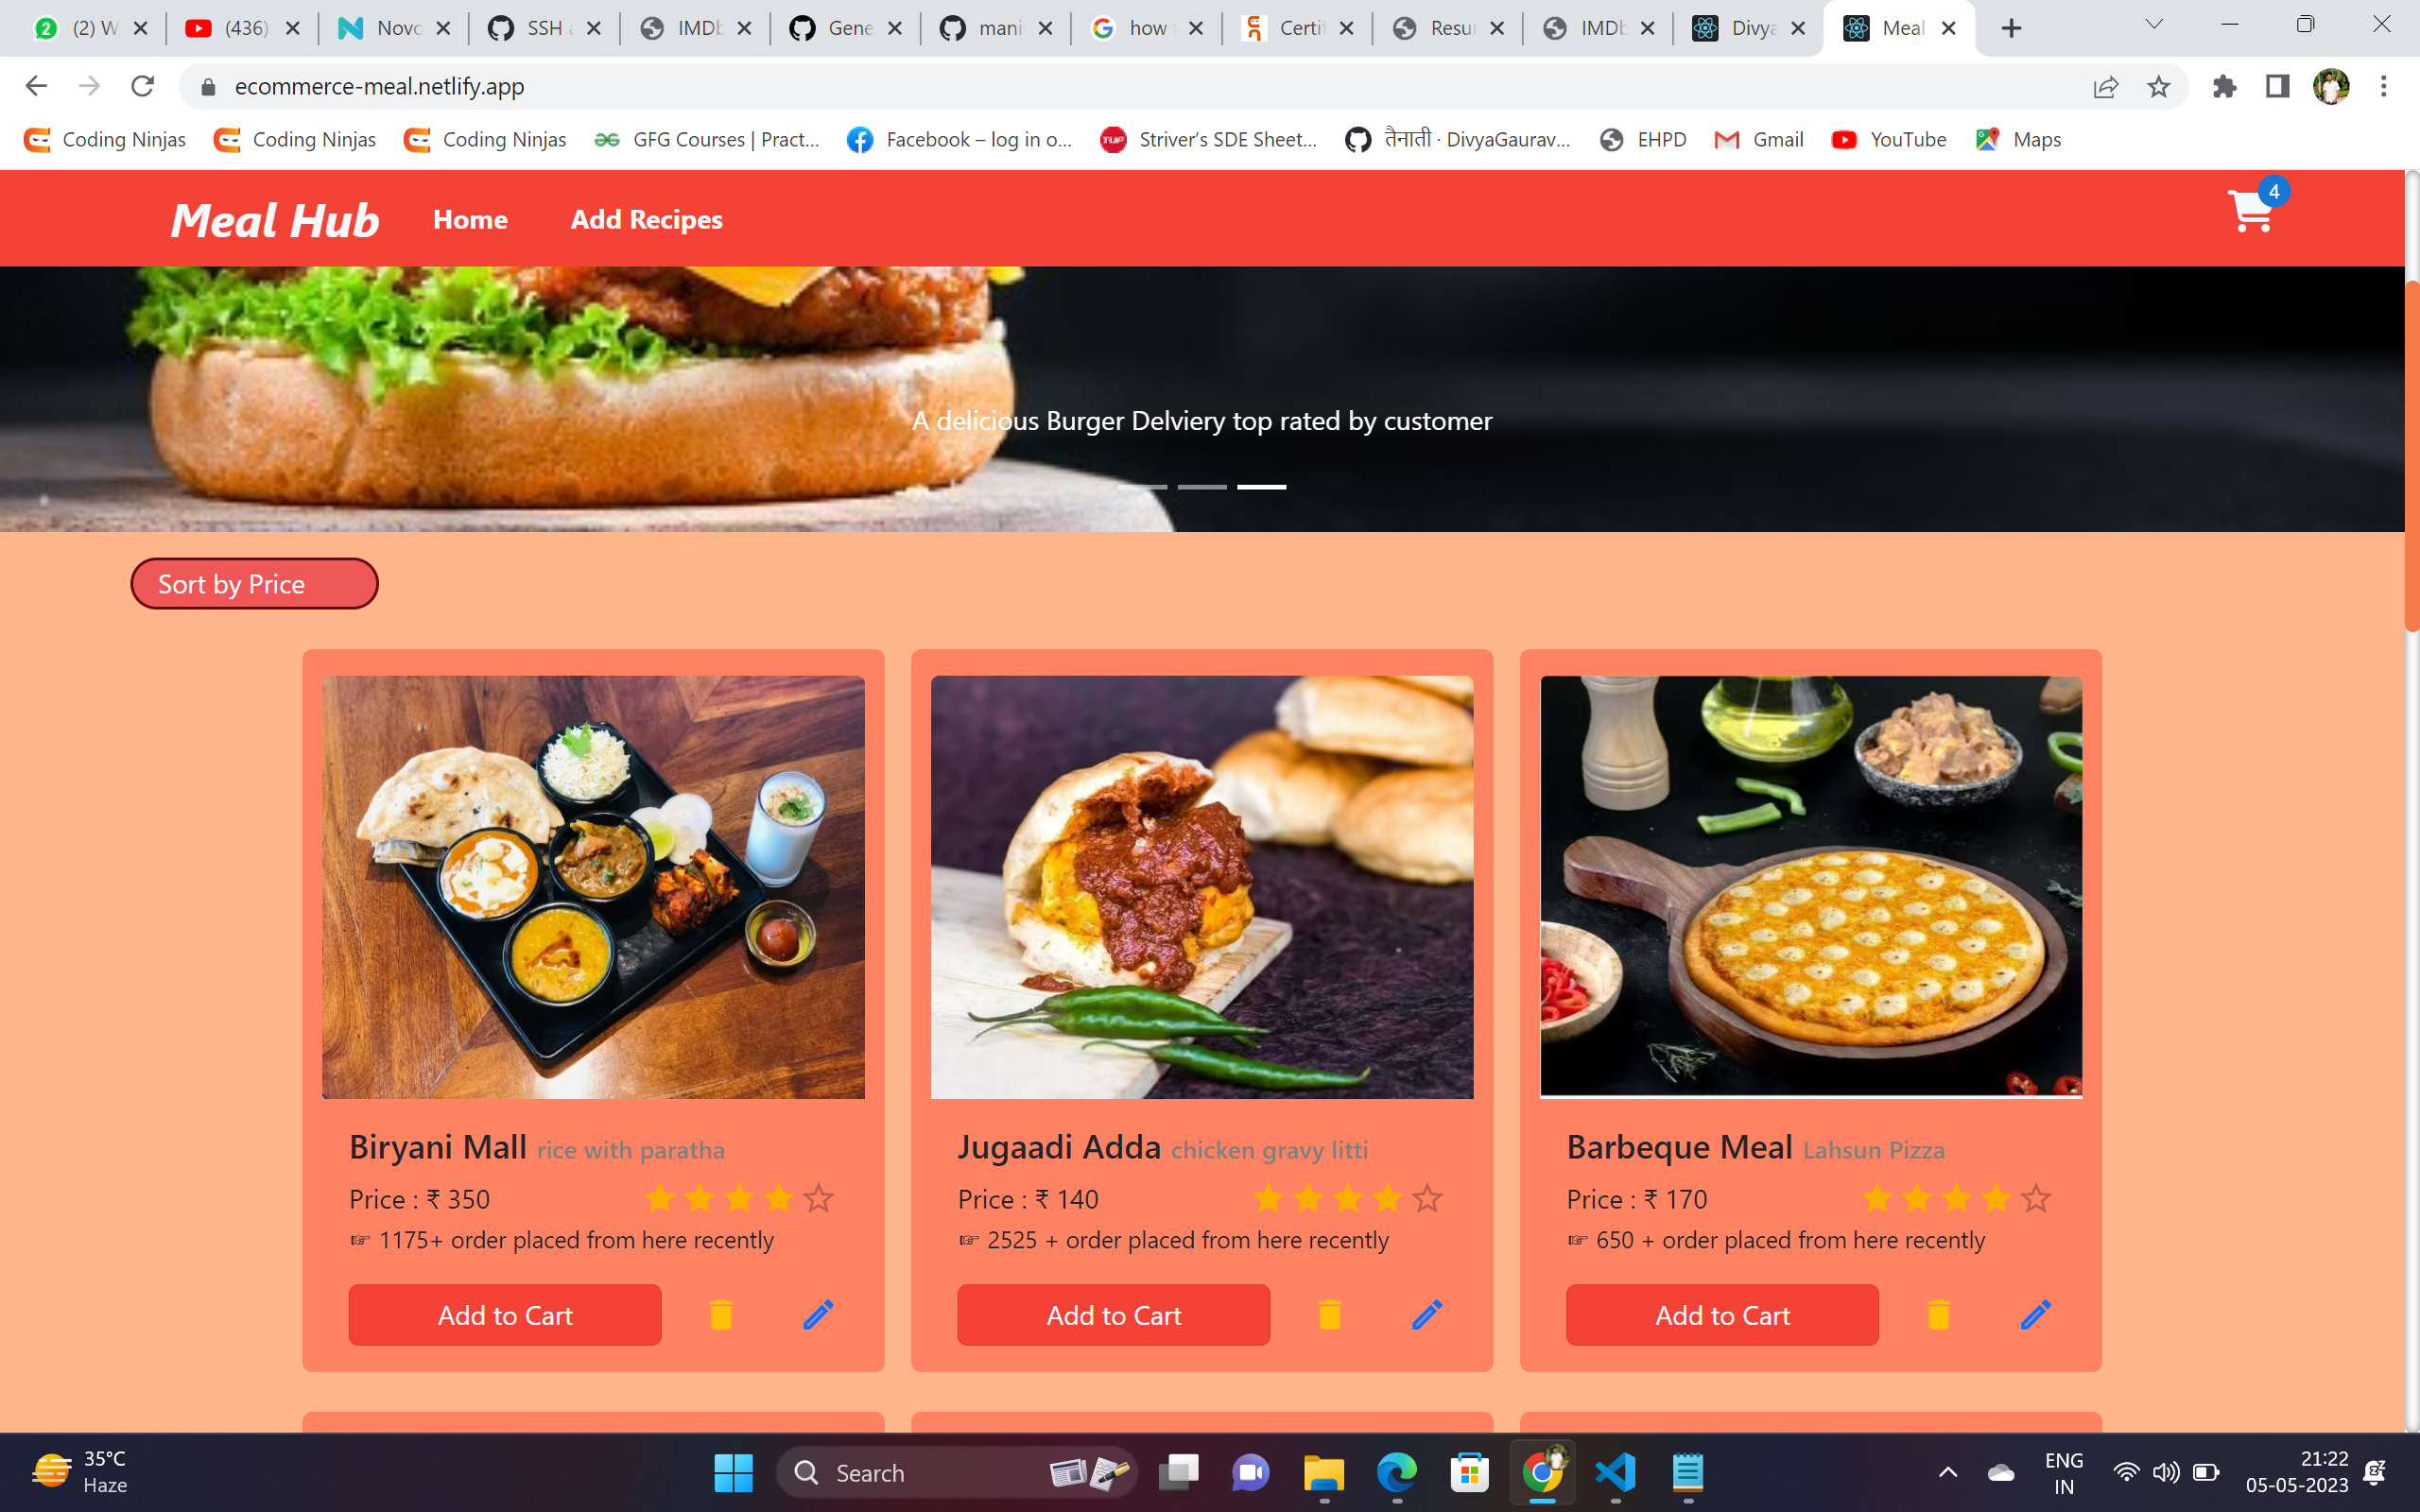 2 (2) W (436) Novo SSH a IMDb Gene mani how t Certif Resur IMDb Divya Meal
ecommerce-meal.netlify.app
Coding Ninjas Coding Ninjas Coding Ninjas GFG Courses | Pract... Facebook – log in o... TUF Striver's SDE Sheet... तैनाती · DivyaGaurav... EHPD Gmail YouTube Maps
Meal Hub Home Add Recipes 4
A delicious Burger Delviery top rated by customer
Sort by Price
Biryani Mall rice with paratha
Price : ₹ 350
☞ 1175+ order placed from here recently
Add to Cart
Jugaadi Adda chicken gravy litti
Price : ₹ 140
☞ 2525 + order placed from here recently
Add to Cart
Barbeque Meal Lahsun Pizza
Price : ₹ 170
☞ 650 + order placed from here recently
Add to Cart
35°C
Haze
Search
ENG
IN
21:22
05-05-2023